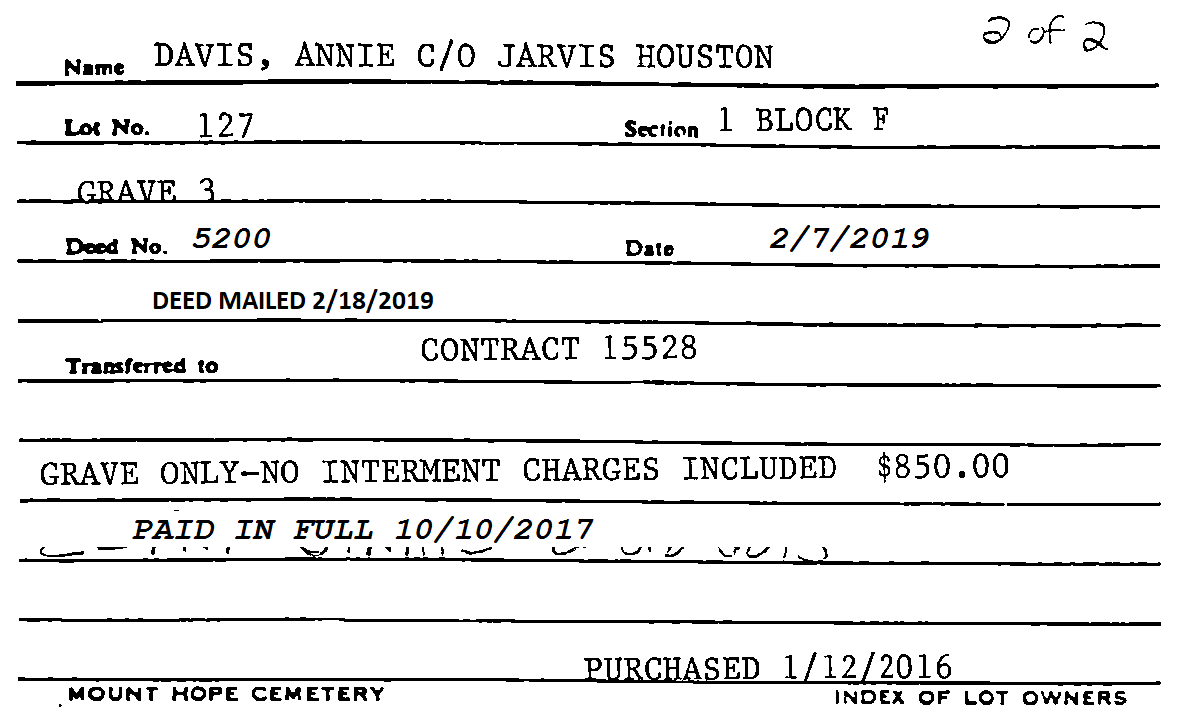 2 of 2
Name DAVIS, ANNIE C/O JARVIS HOUSTON
Lot No. 127 Section 1 BLOCK F
GRAVE 3
Deed No. 5200 Date 2/7/2019
DEED MAILED 2/18/2019
Transferred to CONTRACT 15528
GRAVE ONLY-NO INTERMENT CHARGES INCLUDED $850.00
PAID IN FULL 10/10/2017
PURCHASED 1/12/2016
MOUNT HOPE CEMETERY INDEX OF LOT OWNERS